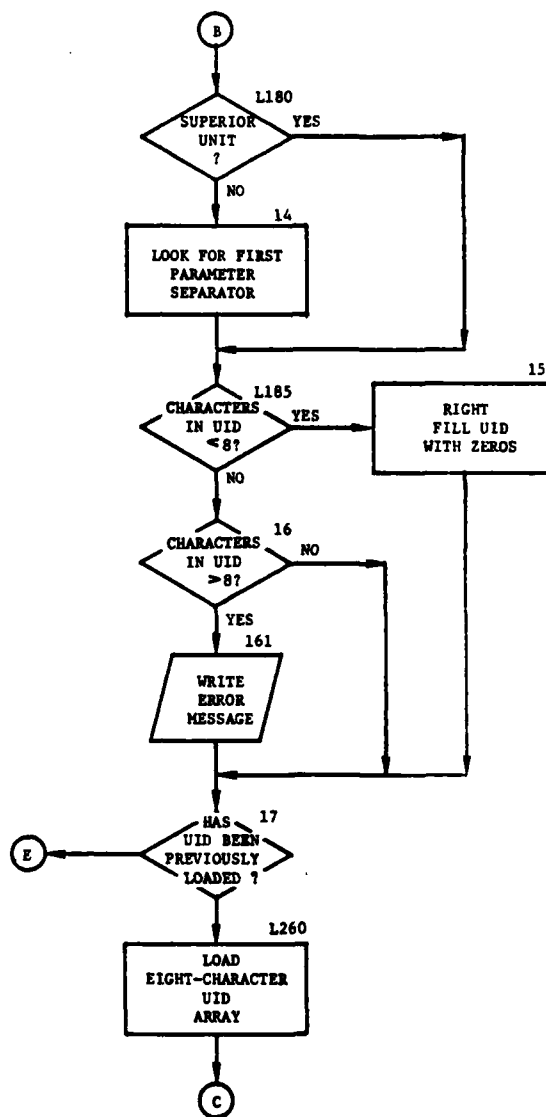 B
L180
SUPERIOR
UNIT
?
YES
NO
14
LOOK FOR FIRST
PARAMETER
SEPARATOR
L185
CHARACTERS
IN UID
< 8?
YES
NO
15
RIGHT
FILL UID
WITH ZEROS
16
CHARACTERS
IN UID
> 8?
NO
YES
161
WRITE
ERROR
MESSAGE
17
HAS
UID BEEN
PREVIOUSLY
LOADED ?
E
L260
LOAD
EIGHT-CHARACTER
UID
ARRAY
C